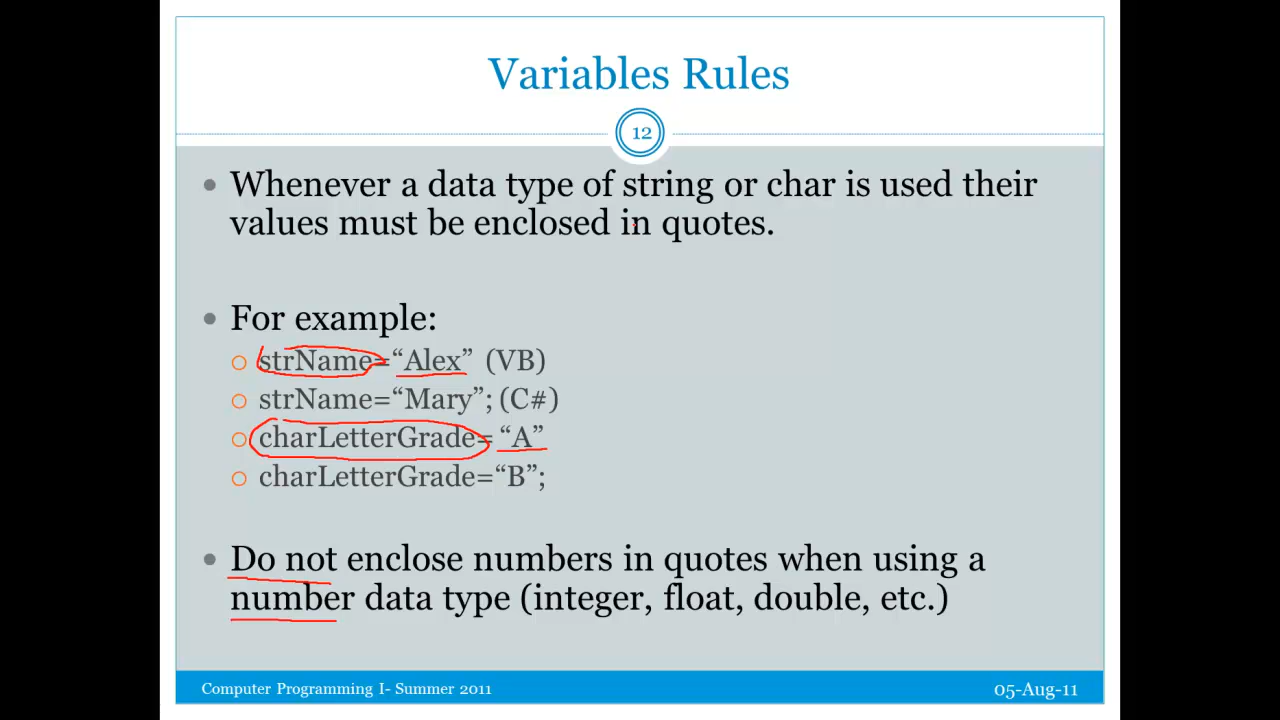 Variables Rules
12
• Whenever a data type of string or char is used their
values must be enclosed in quotes.
• For example:
strName=“Alex” (VB)
strName=“Mary”; (C#)
charLetterGrade= “A”
charLetterGrade=“B”;
• Do not enclose numbers in quotes when using a
number data type (integer, float, double, etc.)
Computer Programming I- Summer 2011
05-Aug-11